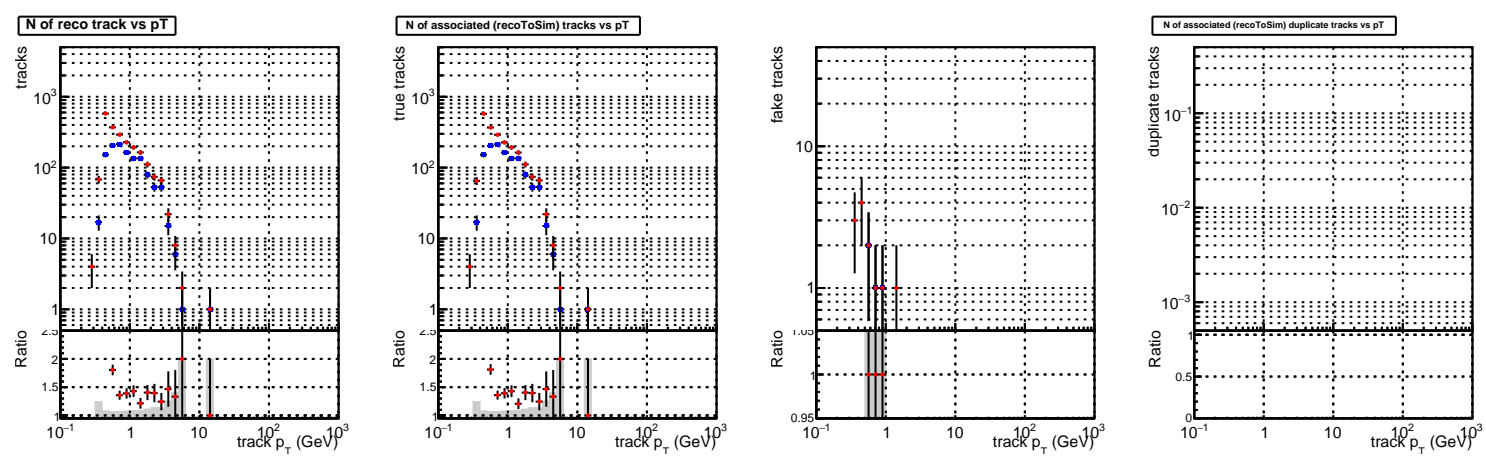 N of reco track vs pT
tracks
10³
10²
10
1
2.5
2
1.5
1
Ratio
10⁻¹ 1 10 10² 10³
track p_T (GeV)
N of associated (recoToSim) tracks vs pT
true tracks
10³
10²
10
1
2.5
2
1.5
1
Ratio
10⁻¹ 1 10 10² 10³
track p_T (GeV)
fake tracks
10
1
1.05
1
0.95
Ratio
10⁻¹ 1 10 10² 10³
track p_T (GeV)
N of associated (recoToSim) duplicate tracks vs pT
duplicate tracks
10⁻¹
10⁻²
10⁻³
1
0.5
0
Ratio
10⁻¹ 1 10 10² 10³
track p_T (GeV)